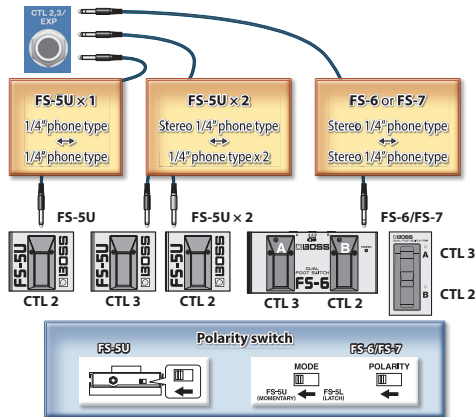 CTL 2,3/
EXP
FS-5U × 1
1/4" phone type
1/4" phone type
FS-5U × 2
Stereo 1/4" phone type
1/4" phone type x 2
FS-6 or FS-7
Stereo 1/4" phone type
Stereo 1/4" phone type
FS-5U
FS-5U × 2
FS-6/FS-7
FS-5U
BOSS
CTL 2
FS-5U
BOSS
CTL 3
FS-5U
BOSS
CTL 2
A
BOSS
B
POWER
DUAL
FOOT SWITCH
FS-6
CTL 3
CTL 2
BOSS
A
CTL 3
B
CTL 2
Polarity switch
FS-5U
FS-6/FS-7
MODE
POLARITY
FS-5U
(MOMENTARY)
FS-5L
(LATCH)